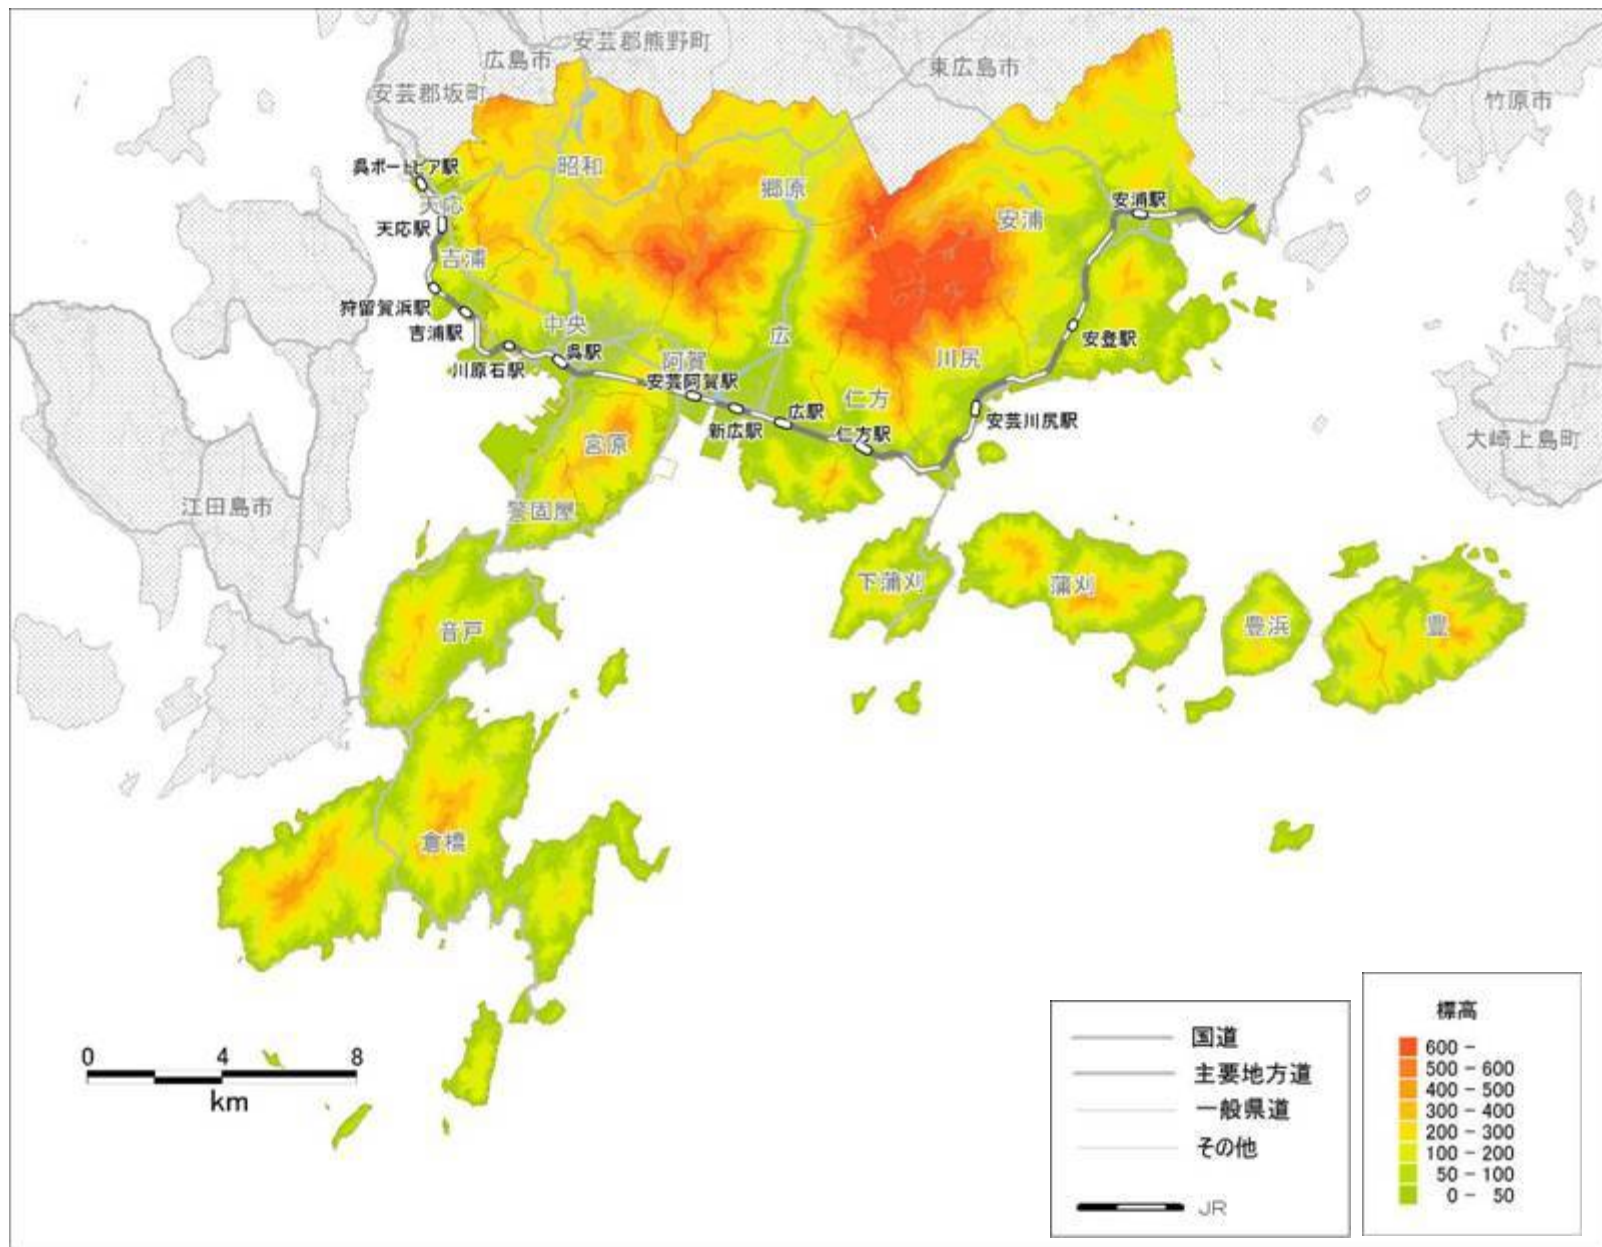 安芸郡熊野町
広島市
東広島市
安芸郡坂町
竹原市
呉ポートピア駅
昭和
郷原
安浦駅
天応
天応駅
安浦
吉浦
狩留賀浜駅
吉浦駅
中央
広
安登駅
川原石駅
呉駅
阿賀
川尻
安芸阿賀駅
仁方
広駅
安芸川尻駅
新広駅
仁方駅
宮原
大崎上島町
江田島市
警固屋
下蒲刈
蒲刈
音戸
豊浜
豊
倉橋
0 4 8
km
国道
主要地方道
一般県道
その他
JR
標高
600 -
500 - 600
400 - 500
300 - 400
200 - 300
100 - 200
50 - 100
0 - 50